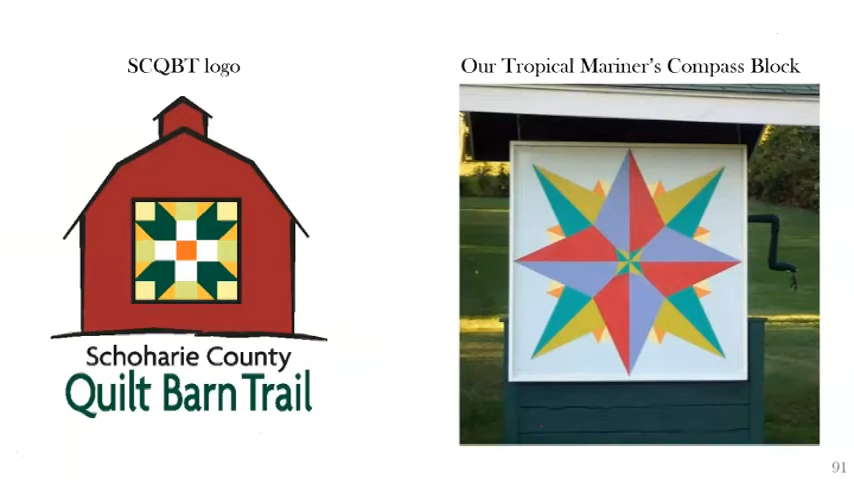 SCQBT logo
Our Tropical Mariner's Compass Block
Schoharie County
Quilt Barn Trail
91